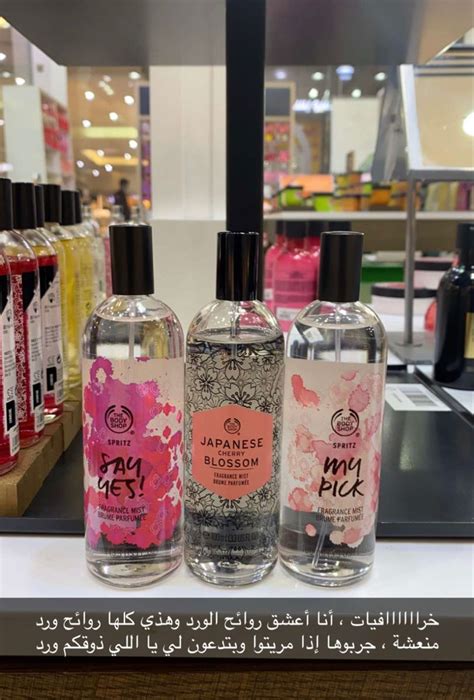 THE
BODY
SHOP
SPRITZ
SAY
YES!
FRAGRANCE MIST
BRUME PARFUMÉE
THE
BODY
SHOP
JAPANESE
CHERRY
BLOSSOM
FRAGRANCE MIST
BRUME PARFUMÉE
THE
BODY
SHOP
SPRITZ
my
PICK
FRAGRANCE MIST
BRUME PARFUMÉE
خراااااافيات ، أنا أعشق روائح الورد وهذي كلها روائح ورد
منعشة ، جربوها إذا مريتوا وبتدعون لي يا اللي ذوقكم ورد